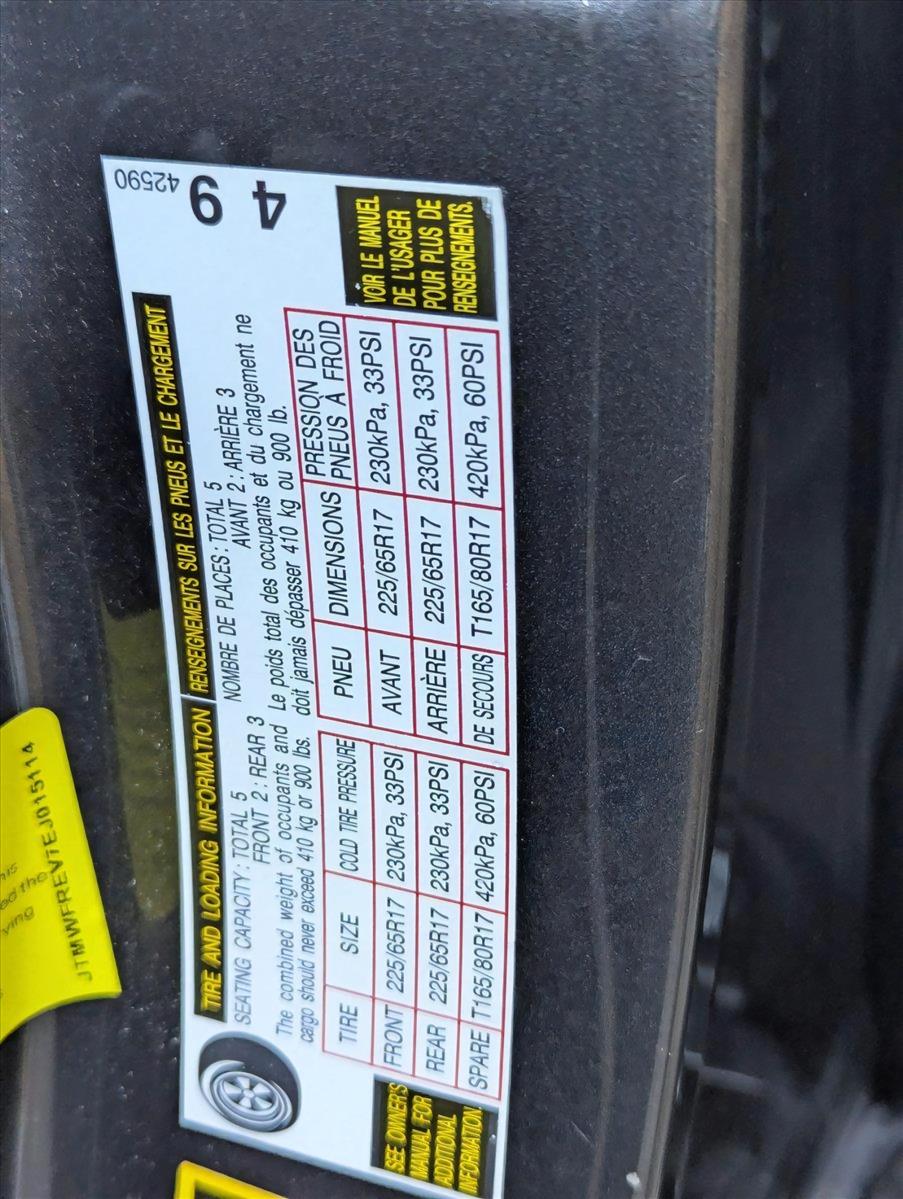 TIRE AND LOADING INFORMATION
SEATING CAPACITY : TOTAL 5
FRONT 2 : REAR 3
The combined weight of occupants and
cargo should never exceed 410 kg or 900 lbs.
TIRE SIZE COLD TIRE PRESSURE
FRONT 225/65R17 230kPa, 33PSI
REAR 225/65R17 230kPa, 33PSI
SPARE T165/80R17 420kPa, 60PSI
SEE OWNER'S
MANUAL FOR
ADDITIONAL
INFORMATION.
RENSEIGNEMENTS SUR LES PNEUS ET LE CHARGEMENT
NOMBRE DE PLACES : TOTAL 5
AVANT 2 : ARRIÈRE 3
Le poids total des occupants et du chargement ne
doit jamais dépasser 410 kg ou 900 lb.
PNEU DIMENSIONS PRESSION DES
PNEUS À FROID
AVANT 225/65R17 230kPa, 33PSI
ARRIÈRE 225/65R17 230kPa, 33PSI
DE SECOURS T165/80R17 420kPa, 60PSI
VOIR LE MANUEL
DE L'USAGER
POUR PLUS DE
RENSEIGNEMENTS.
42590
4 9
ed the
ying
JTMWFREV7EJ015114